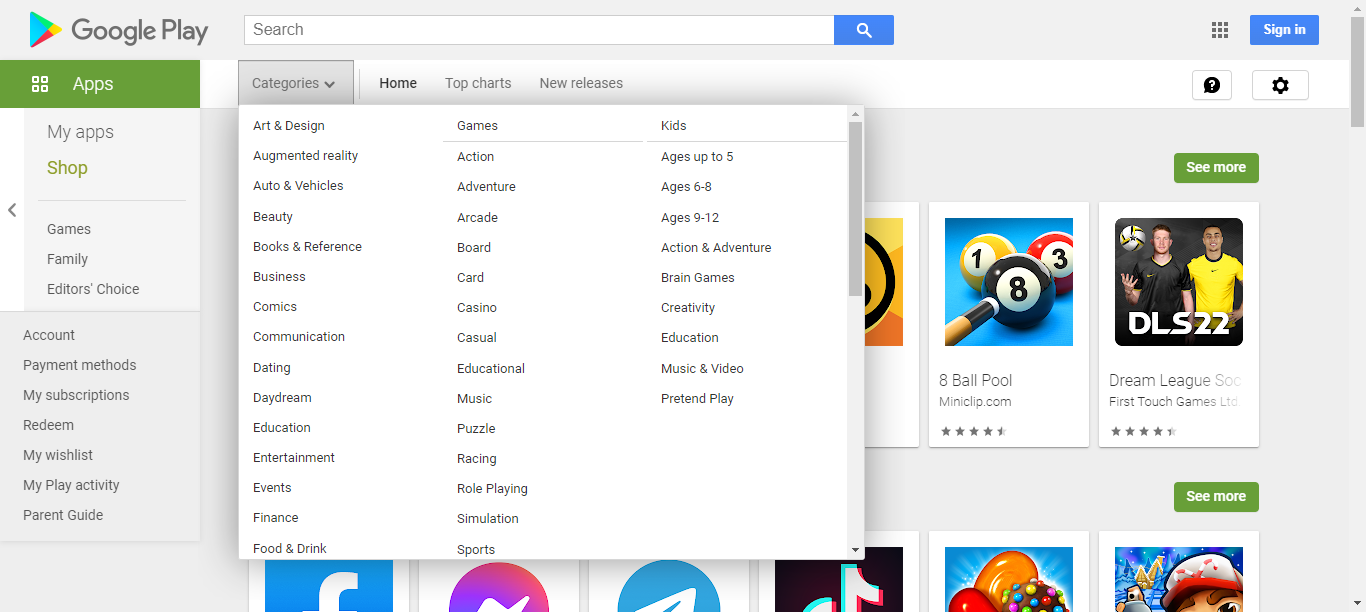 Google Play
Search
Sign in
Apps
Categories
Home
Top charts
New releases
My apps
Shop
Games
Family
Editors' Choice
Account
Payment methods
My subscriptions
Redeem
My wishlist
My Play activity
Parent Guide
Art & Design
Augmented reality
Auto & Vehicles
Beauty
Books & Reference
Business
Comics
Communication
Dating
Daydream
Education
Entertainment
Events
Finance
Food & Drink
Games
Action
Adventure
Arcade
Board
Card
Casino
Casual
Educational
Music
Puzzle
Racing
Role Playing
Simulation
Sports
Kids
Ages up to 5
Ages 6-8
Ages 9-12
Action & Adventure
Brain Games
Creativity
Education
Music & Video
Pretend Play
See more
1
3
8
DLS22
8 Ball Pool
Miniclip.com
Dream League Soc
First Touch Games Ltd.
See more